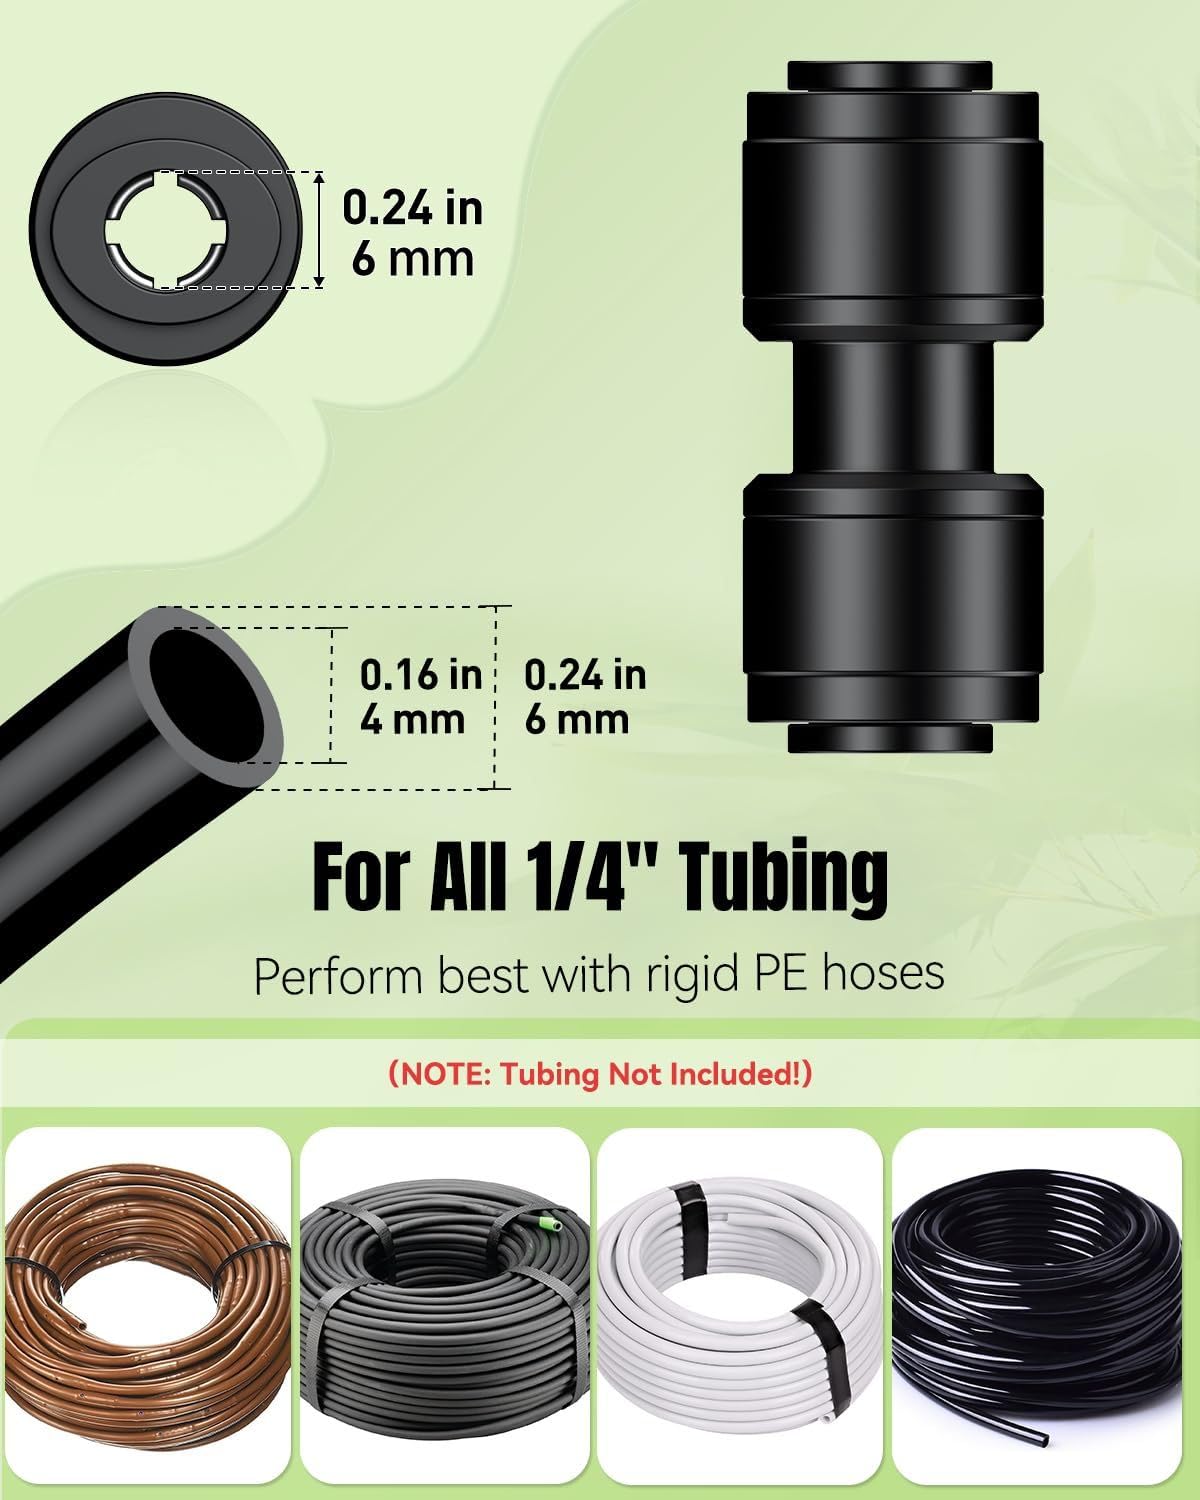 0.24 in
6 mm
0.16 in
4 mm
0.24 in
6 mm
For All 1/4" Tubing
Perform best with rigid PE hoses
(NOTE: Tubing Not Included!)